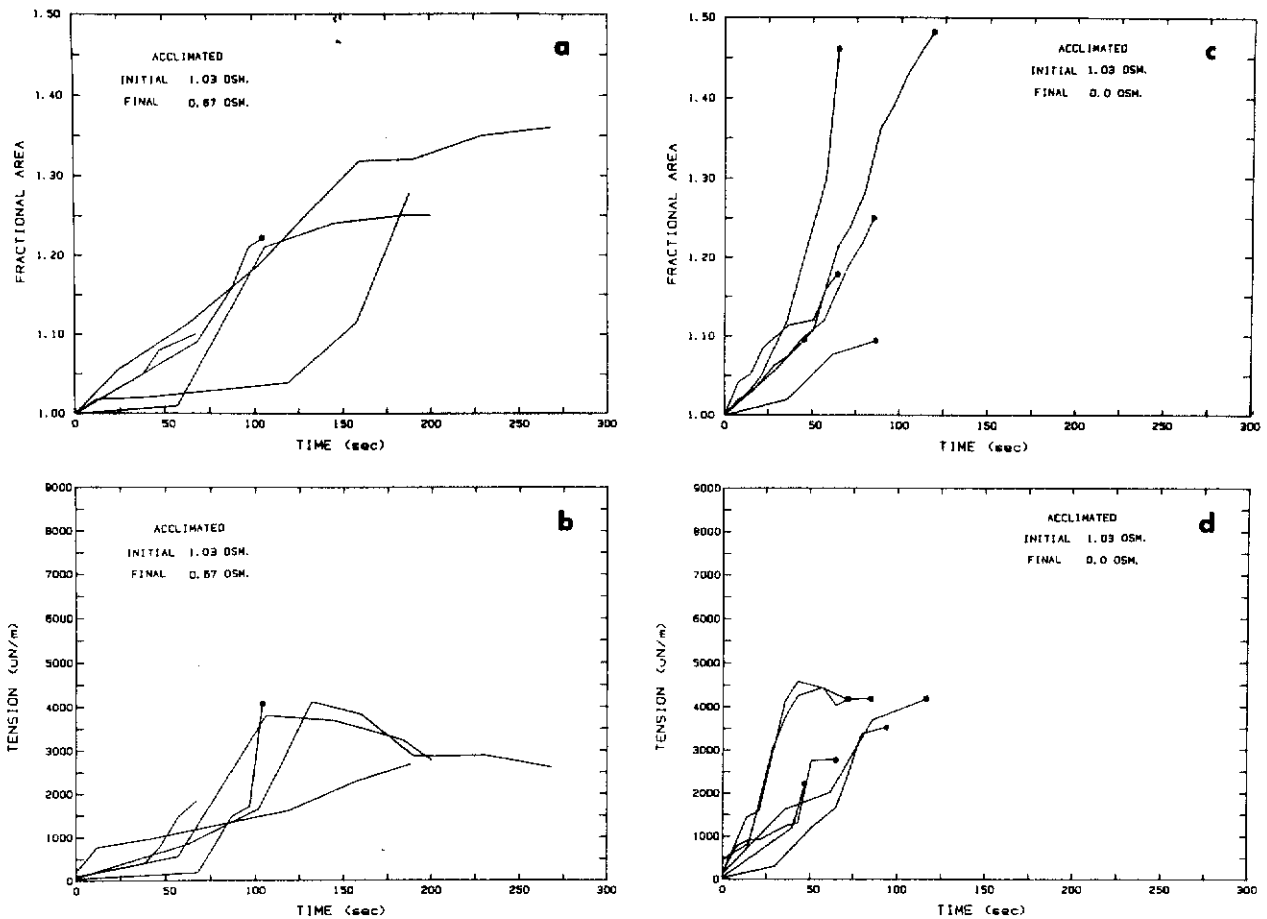 a
ACCLIMATED
INITIAL 1.03 OSM.
FINAL 0.67 OSM.
1.50
1.40
1.30
1.20
1.10
1.00
FRACTIONAL AREA
0 50 100 150 200 250 300
TIME (sec)
c
ACCLIMATED
INITIAL 1.03 OSM.
FINAL 0.0 OSM.
1.50
1.40
1.30
1.20
1.10
1.00
FRACTIONAL AREA
0 50 100 150 200 250 300
TIME (sec)
b
ACCLIMATED
INITIAL 1.03 OSM.
FINAL 0.67 OSM.
9000
8000
7000
6000
5000
4000
3000
2000
1000
0
TENSION (uN/m)
0 50 100 150 200 250 300
TIME (sec)
d
ACCLIMATED
INITIAL 1.03 OSM.
FINAL 0.0 OSM.
9000
8000
7000
6000
5000
4000
3000
2000
1000
0
TENSION (uN/m)
0 50 100 150 200 250 300
TIME (sec)